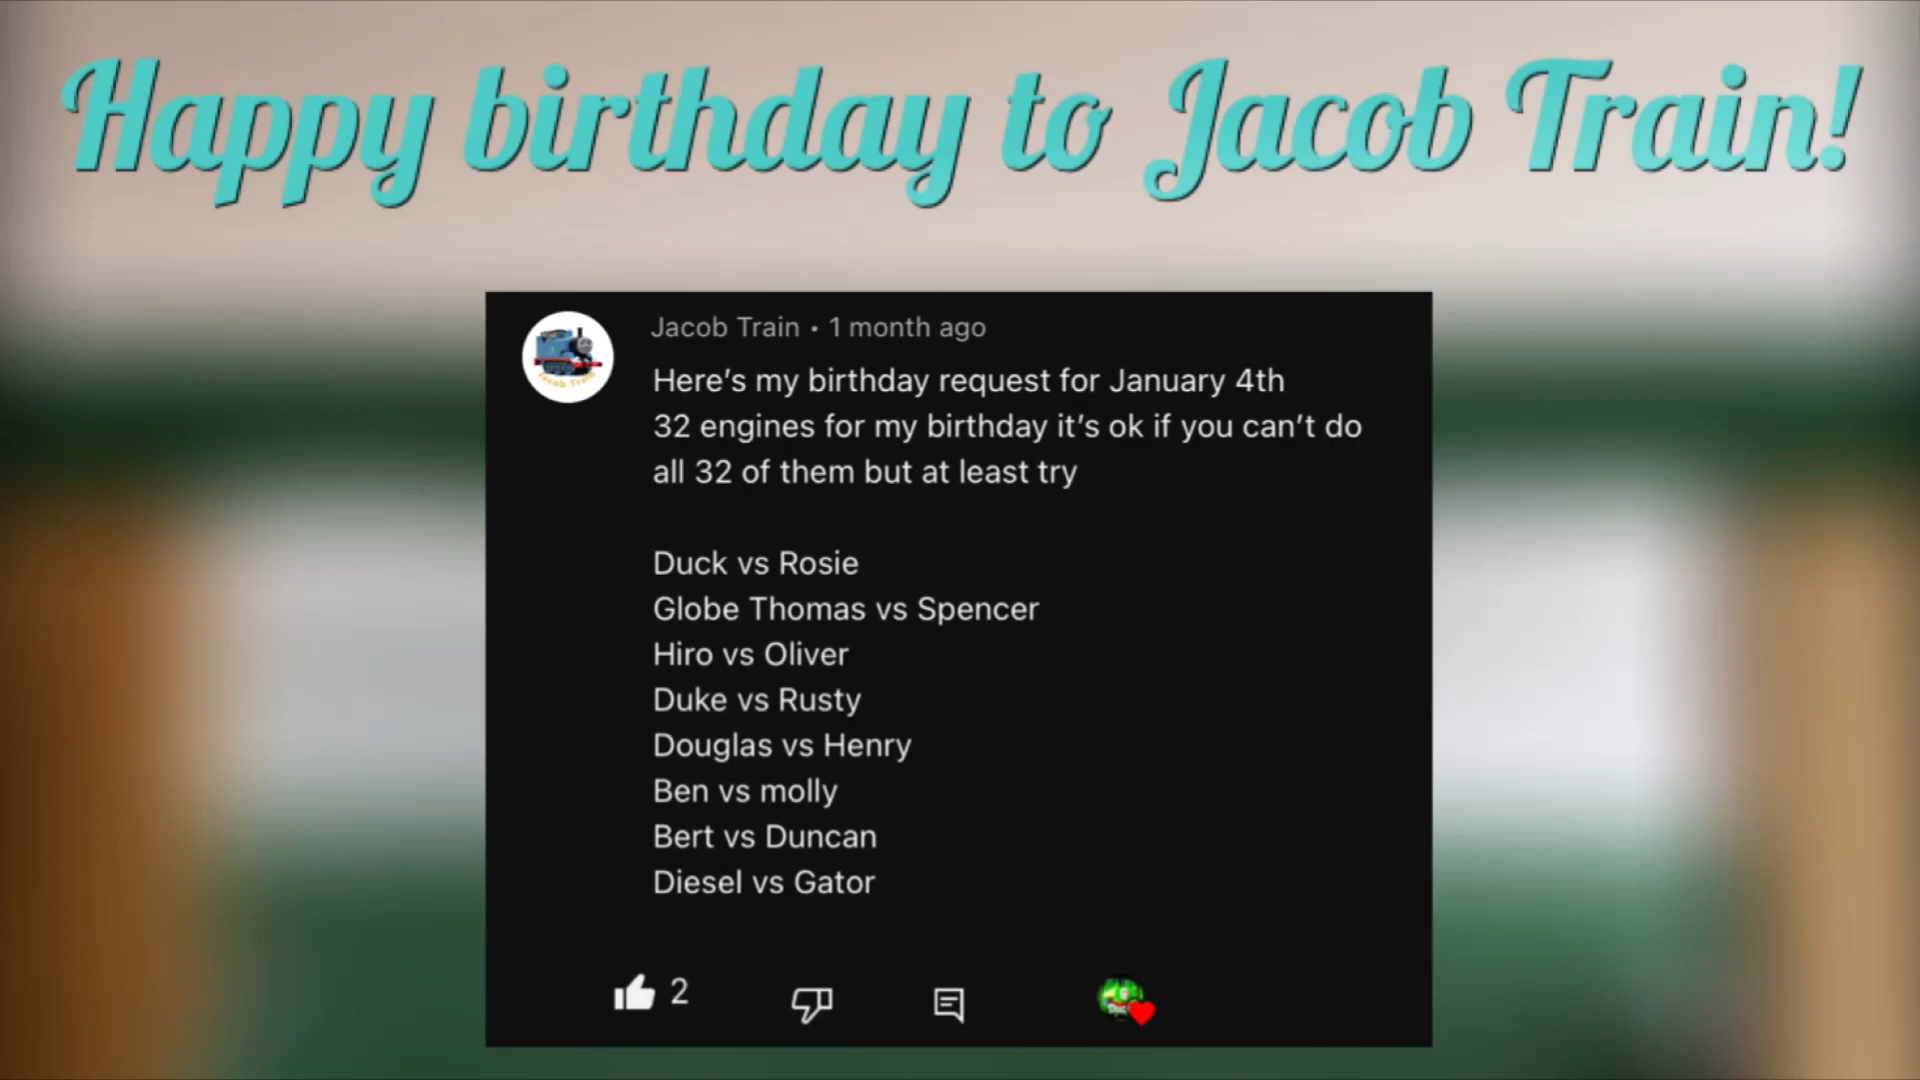 Happy birthday to Jacob Train!
Jacob Train • 1 month ago
Here's my birthday request for January 4th
32 engines for my birthday it's ok if you can't do
all 32 of them but at least try
Duck vs Rosie
Globe Thomas vs Spencer
Hiro vs Oliver
Duke vs Rusty
Douglas vs Henry
Ben vs molly
Bert vs Duncan
Diesel vs Gator
2
Jacob Train